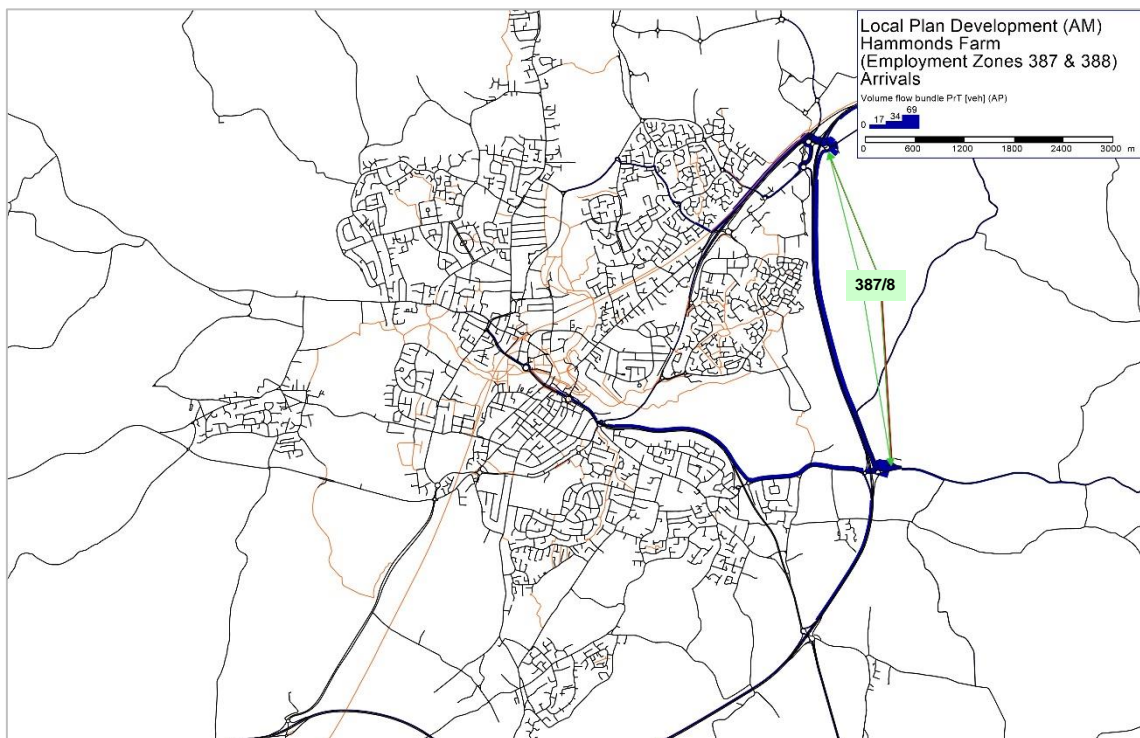 Local Plan Development (AM)
Hammonds Farm
(Employment Zones 387 & 388)
Arrivals
Volume flow bundle PrT [veh] (AP)
0 17 34 69
0 600 1200 1800 2400 3000 m
387/8